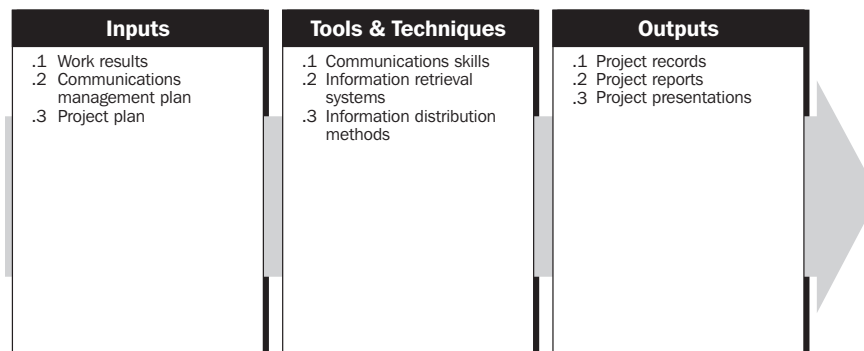 Inputs
.1 Work results
.2 Communications
management plan
.3 Project plan
Tools & Techniques
.1 Communications skills
.2 Information retrieval
systems
.3 Information distribution
methods
Outputs
.1 Project records
.2 Project reports
.3 Project presentations